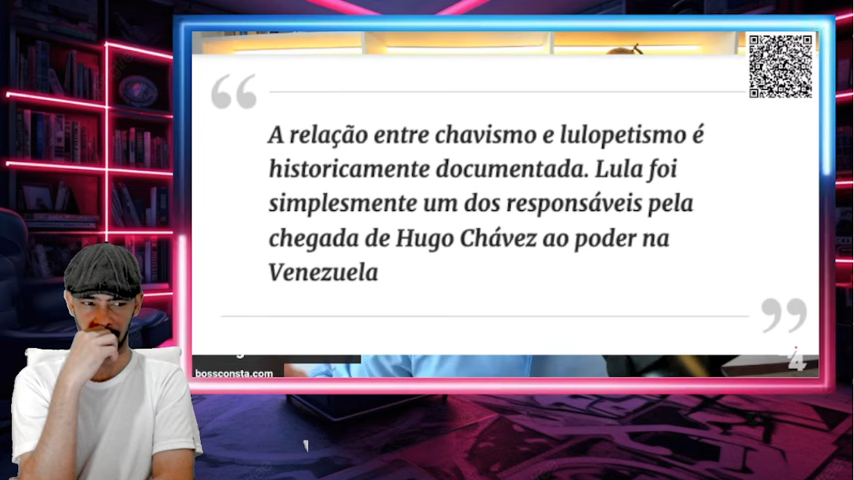 A relação entre chavismo e lulopetismo é
historicamente documentada. Lula foi
simplesmente um dos responsáveis pela
chegada de Hugo Chávez ao poder na
Venezuela
bossconsta.com
4